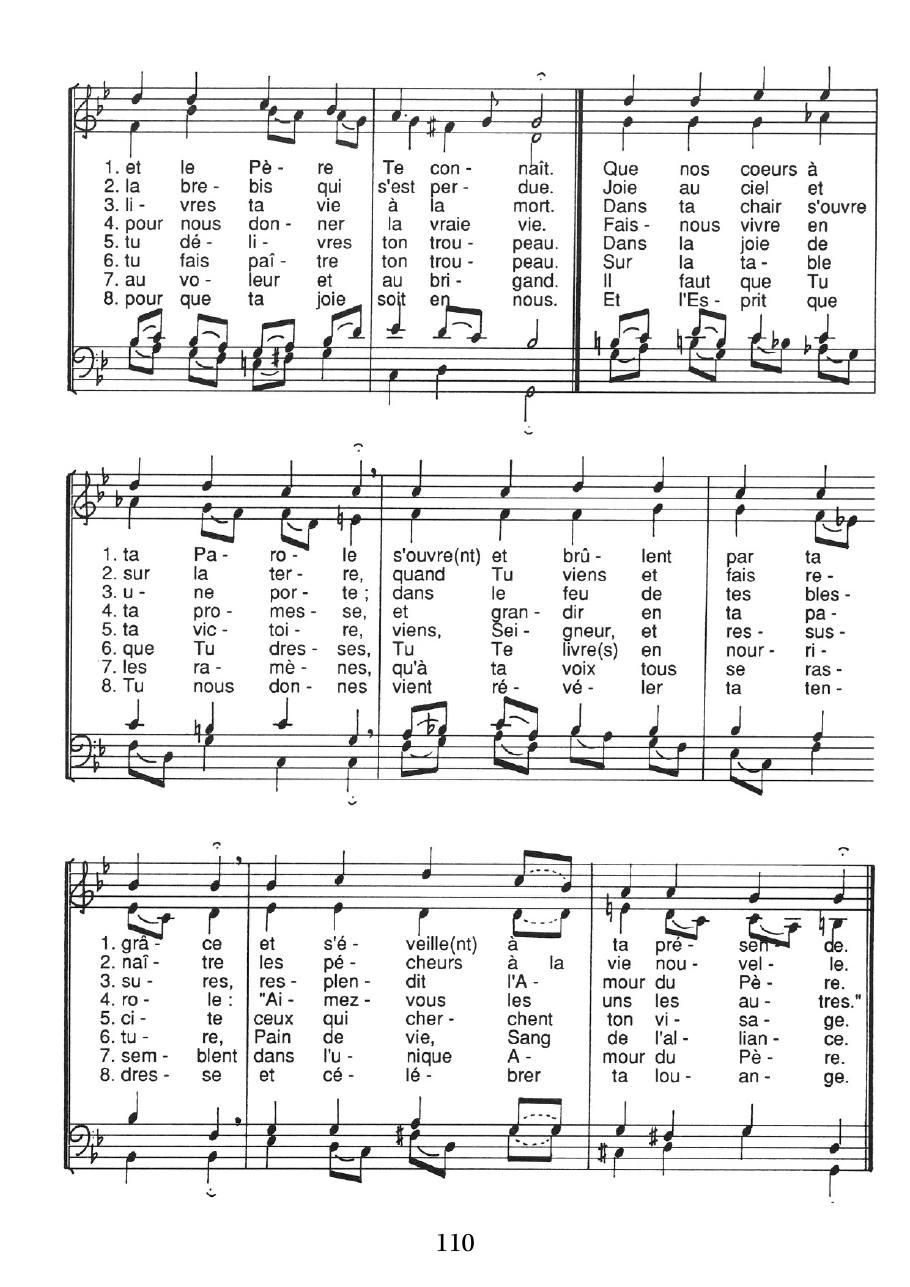 1. et le Pè - re Te con - naît. Que nos coeurs à
2. la bre - bis qui s'est per - due. Joie au ciel et
3. li - vres ta vie à la mort. Dans ta chair s'ouvre
4. pour nous don - ner la vraie vie. Fais - nous vivre en
5. tu dé - li - vres ton trou - peau. Dans la joie de
6. tu fais paî - tre ton trou - peau. Sur la ta - ble
7. au vo - leur et au bri - gand. Il faut que Tu
8. pour que ta joie soit en nous. Et l'Es - prit que
1. ta Pa - ro - le s'ouvre(nt) et brû - lent par ta
2. sur la ter - re, quand Tu viens et fais re -
3. u - ne por - te ; dans le feu de tes bles -
4. ta pro - mes - se, et gran - dir en ta pa -
5. ta vic - toi - re, viens, Sei - gneur, et res - sus -
6. que Tu dres - ses, Tu Te livre(s) en nour - ri -
7. les ra - mè - nes, qu'à ta voix tous se ras -
8. Tu nous don - nes vient ré - vé - ler ta ten -
1. grâ - ce et s'é - veille(nt) à ta pré - sen - ce.
2. naî - tre les pé - cheurs à la vie nou - vel - le.
3. su - res, res - plen - dit l'A - mour du Pè - re.
4. ro - le : "Ai - mez - vous les uns les au - tres."
5. ci - te ceux qui cher - chent ton vi - sa - ge.
6. tu - re, Pain de vie, Sang de l'al - lian - ce.
7. sem - blent dans l'u - nique A - mour du Pè - re.
8. dres - se et cé - lé - brer ta lou - an - ge.
110